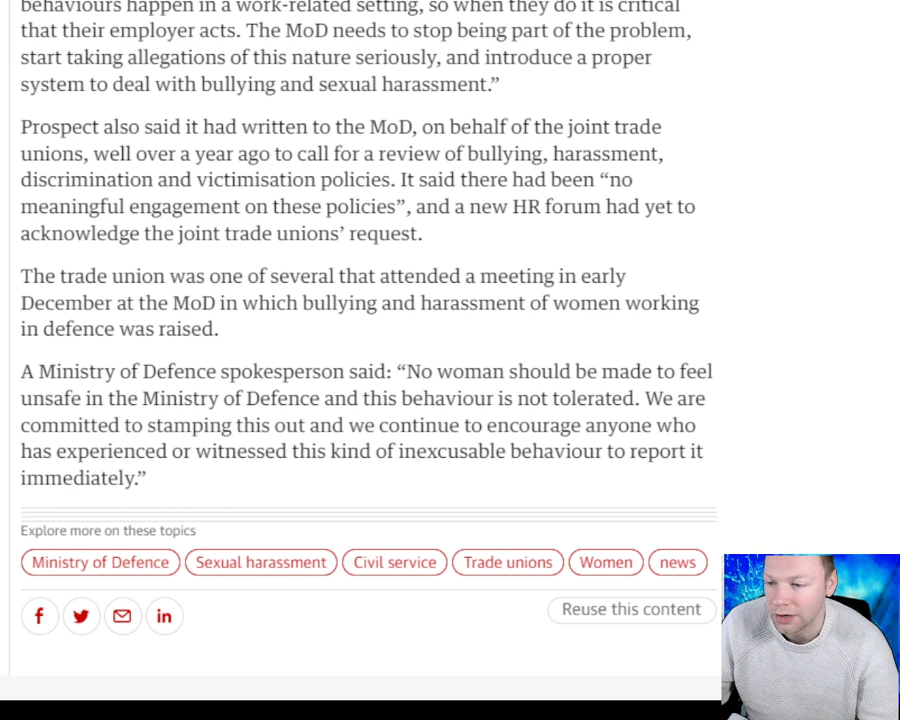 behaviours happen in a work-related setting, so when they do it is critical
that their employer acts. The MoD needs to stop being part of the problem,
start taking allegations of this nature seriously, and introduce a proper
system to deal with bullying and sexual harassment.”
Prospect also said it had written to the MoD, on behalf of the joint trade
unions, well over a year ago to call for a review of bullying, harassment,
discrimination and victimisation policies. It said there had been “no
meaningful engagement on these policies”, and a new HR forum had yet to
acknowledge the joint trade unions’ request.
The trade union was one of several that attended a meeting in early
December at the MoD in which bullying and harassment of women working
in defence was raised.
A Ministry of Defence spokesperson said: “No woman should be made to feel
unsafe in the Ministry of Defence and this behaviour is not tolerated. We are
committed to stamping this out and we continue to encourage anyone who
has experienced or witnessed this kind of inexcusable behaviour to report it
immediately.”
Explore more on these topics
Ministry of Defence Sexual harassment Civil service Trade unions Women news
Reuse this content